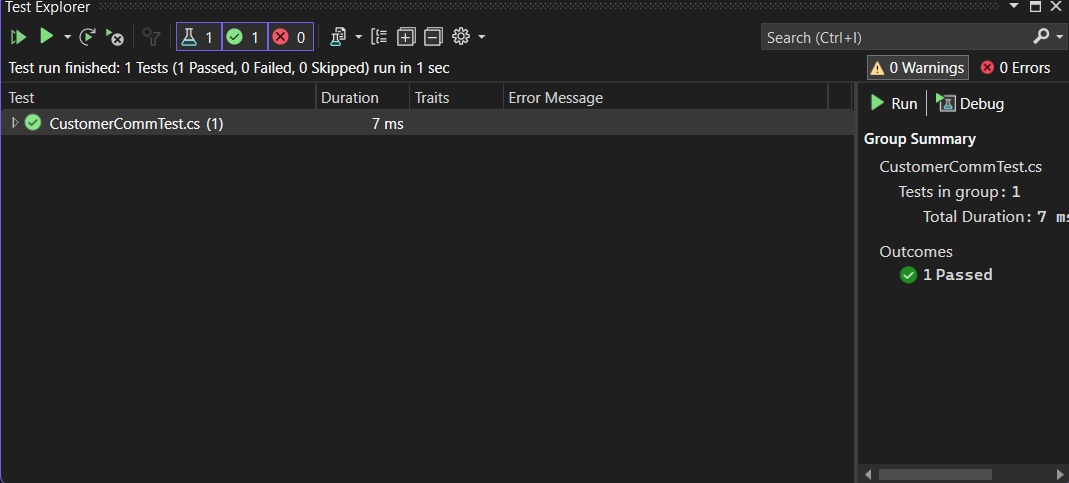 Test Explorer
1 1 0
Search (Ctrl+I)
Test run finished: 1 Tests (1 Passed, 0 Failed, 0 Skipped) run in 1 sec
0 Warnings 0 Errors
Test Duration Traits Error Message
CustomerCommTest.cs (1) 7 ms
Run Debug
Group Summary
CustomerCommTest.cs
Tests in group: 1
Total Duration: 7 ms
Outcomes
1 Passed